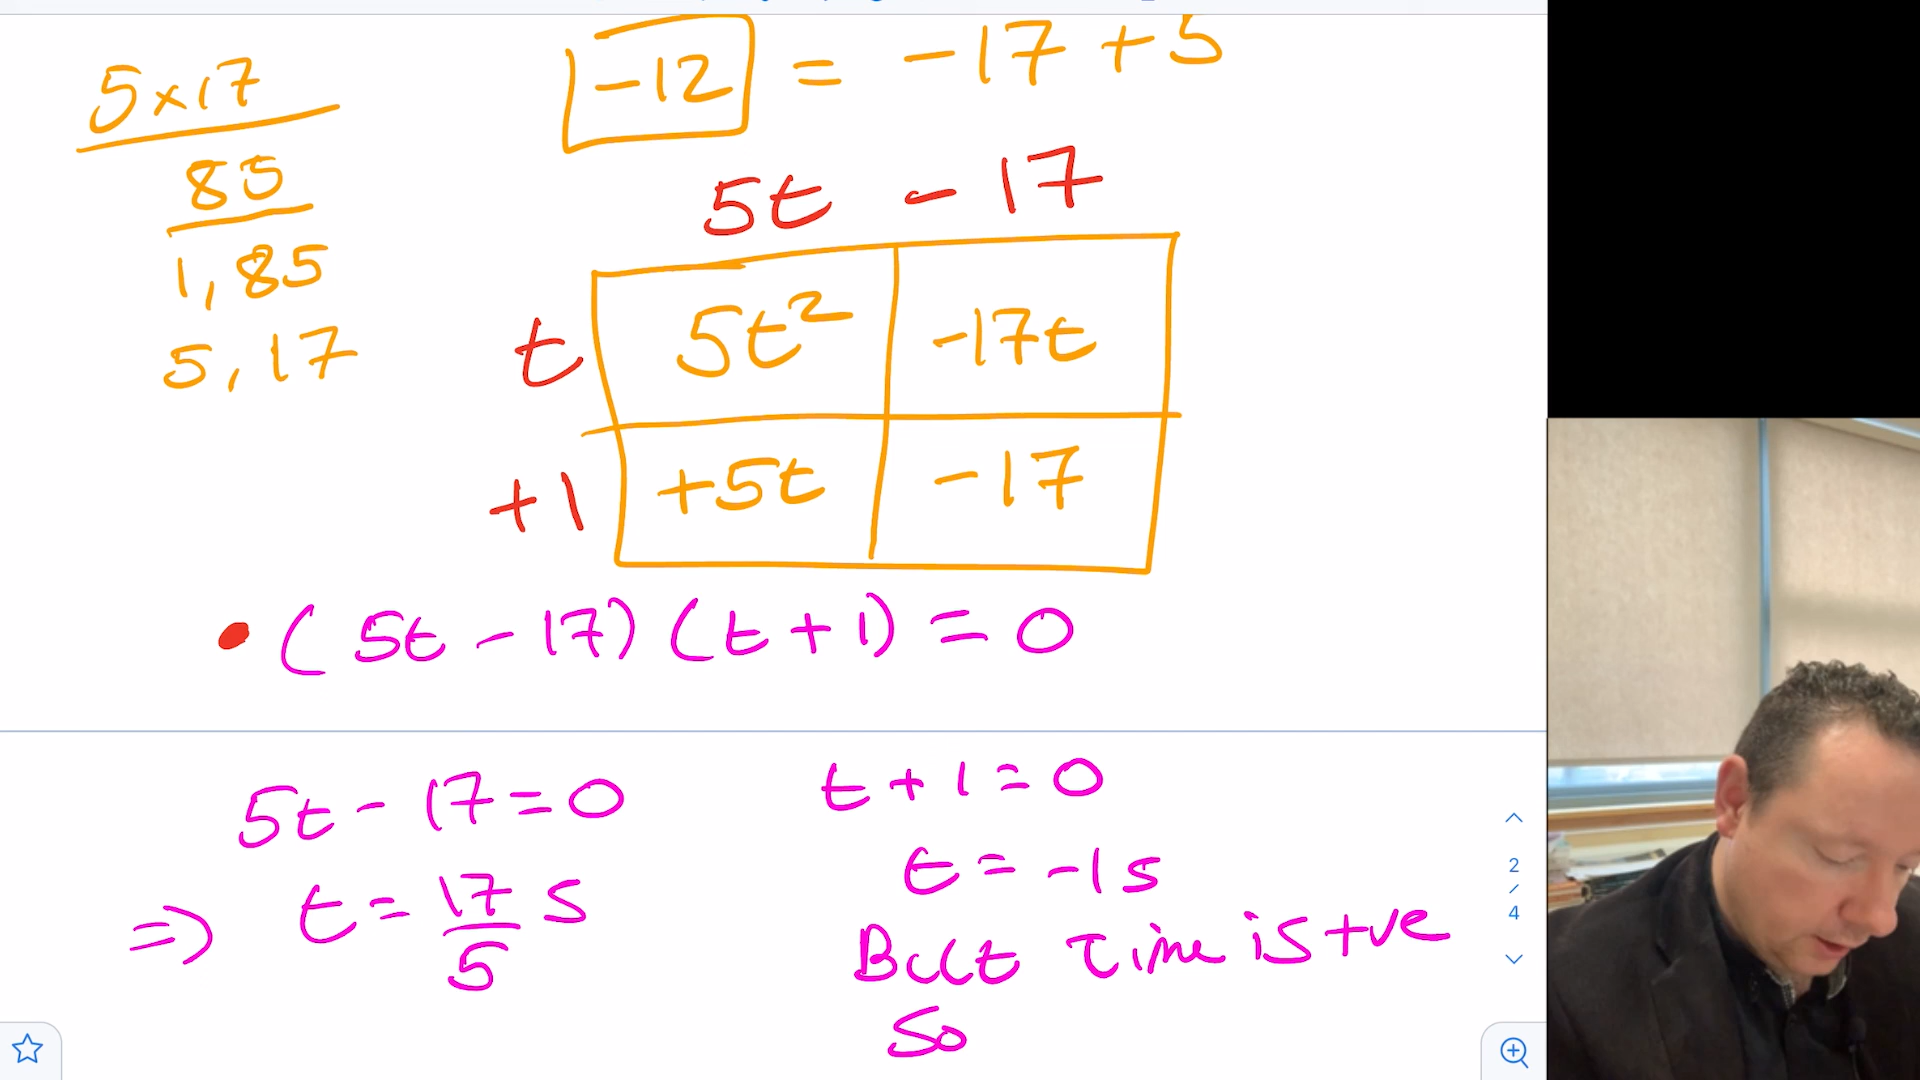 -12 = -17 + 5
5 x 17
85
1, 85
5, 17
5t - 17
t 5t² -17t
+1 +5t -17
• (5t - 17)(t + 1) = 0
5t - 17 = 0
t + 1 = 0
=> t = 17/5 s
t = -1 s
But Time is +ve
So
2
/
4